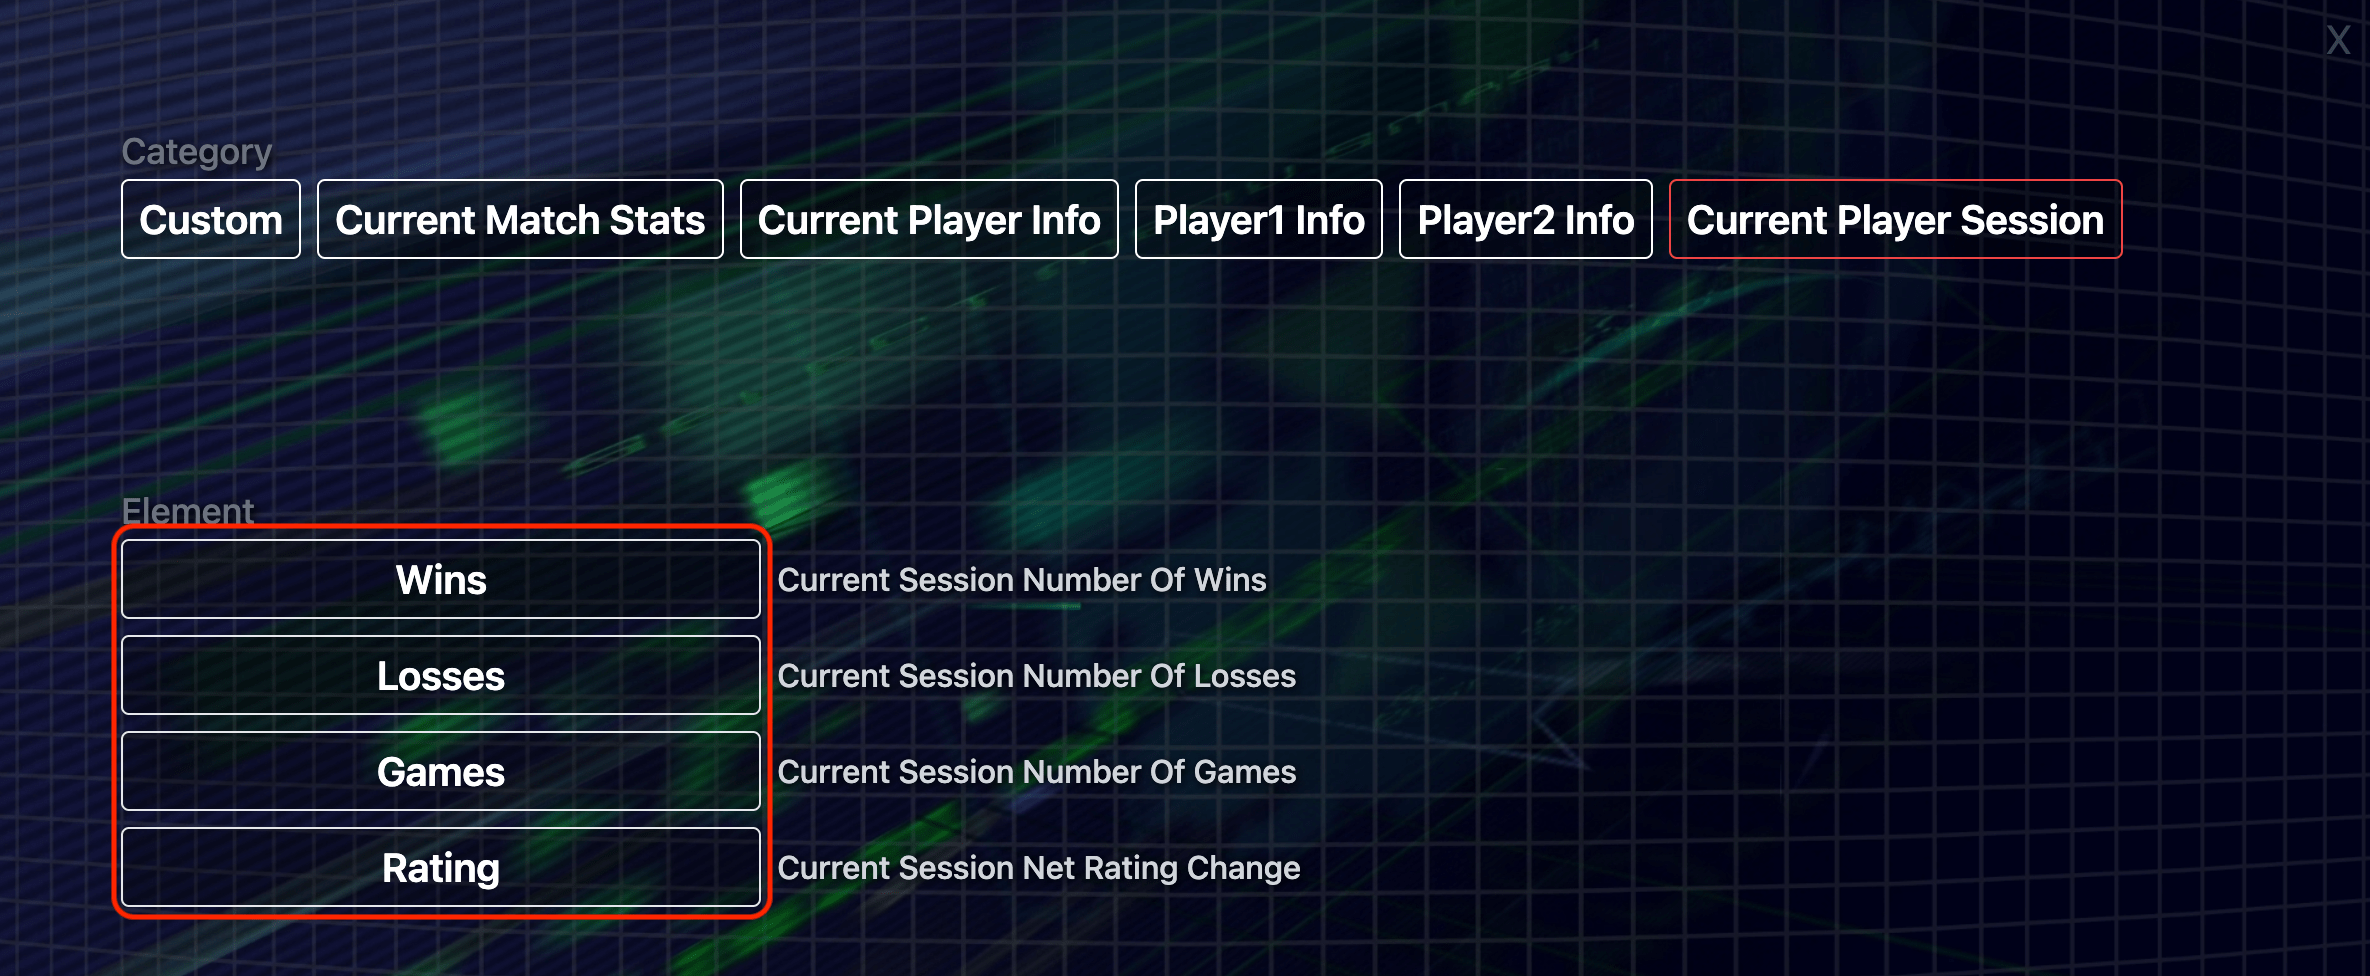 X
Category
Custom Current Match Stats Current Player Info Player1 Info Player2 Info Current Player Session
Element
Wins Current Session Number Of Wins
Losses Current Session Number Of Losses
Games Current Session Number Of Games
Rating Current Session Net Rating Change